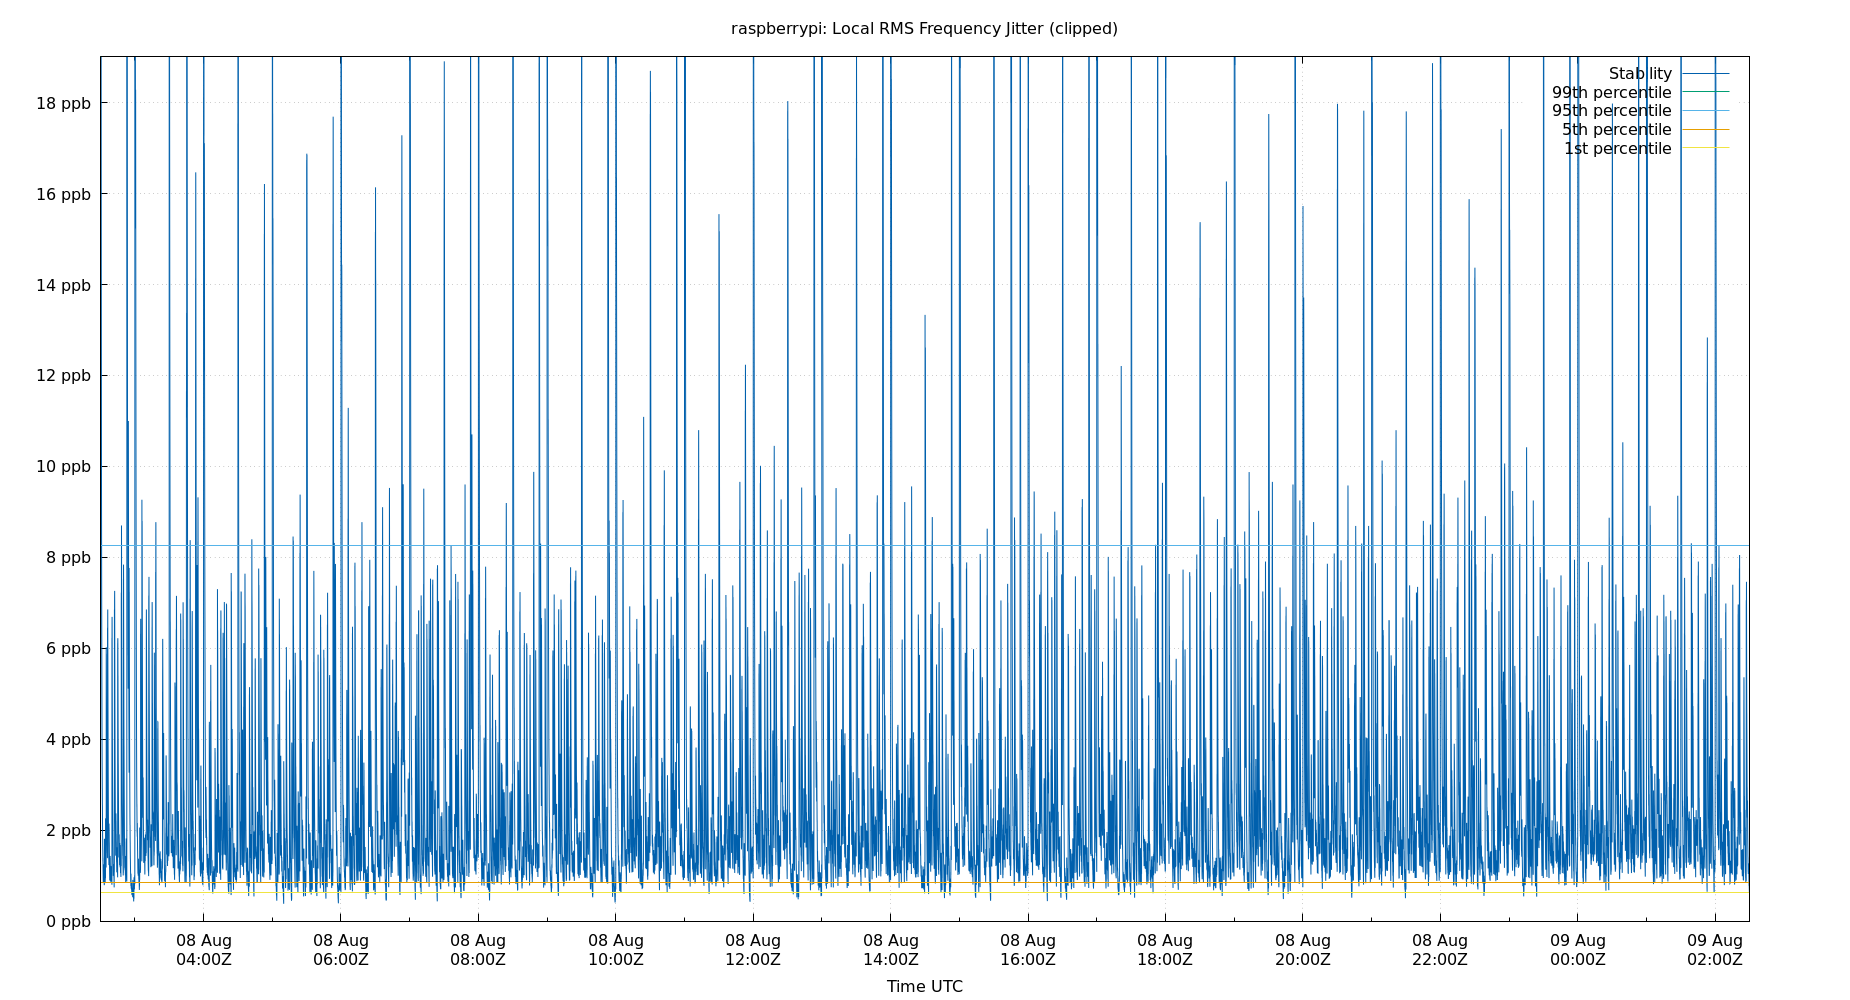 raspberrypi: Local RMS Frequency Jitter (clipped)
Stability
99th percentile
95th percentile
5th percentile
1st percentile
18 ppb
16 ppb
14 ppb
12 ppb
10 ppb
8 ppb
6 ppb
4 ppb
2 ppb
0 ppb
08 Aug 08 Aug 08 Aug 08 Aug 08 Aug 08 Aug 08 Aug 08 Aug 08 Aug 08 Aug 09 Aug 09 Aug
04:00Z 06:00Z 08:00Z 10:00Z 12:00Z 14:00Z 16:00Z 18:00Z 20:00Z 22:00Z 00:00Z 02:00Z
Time UTC